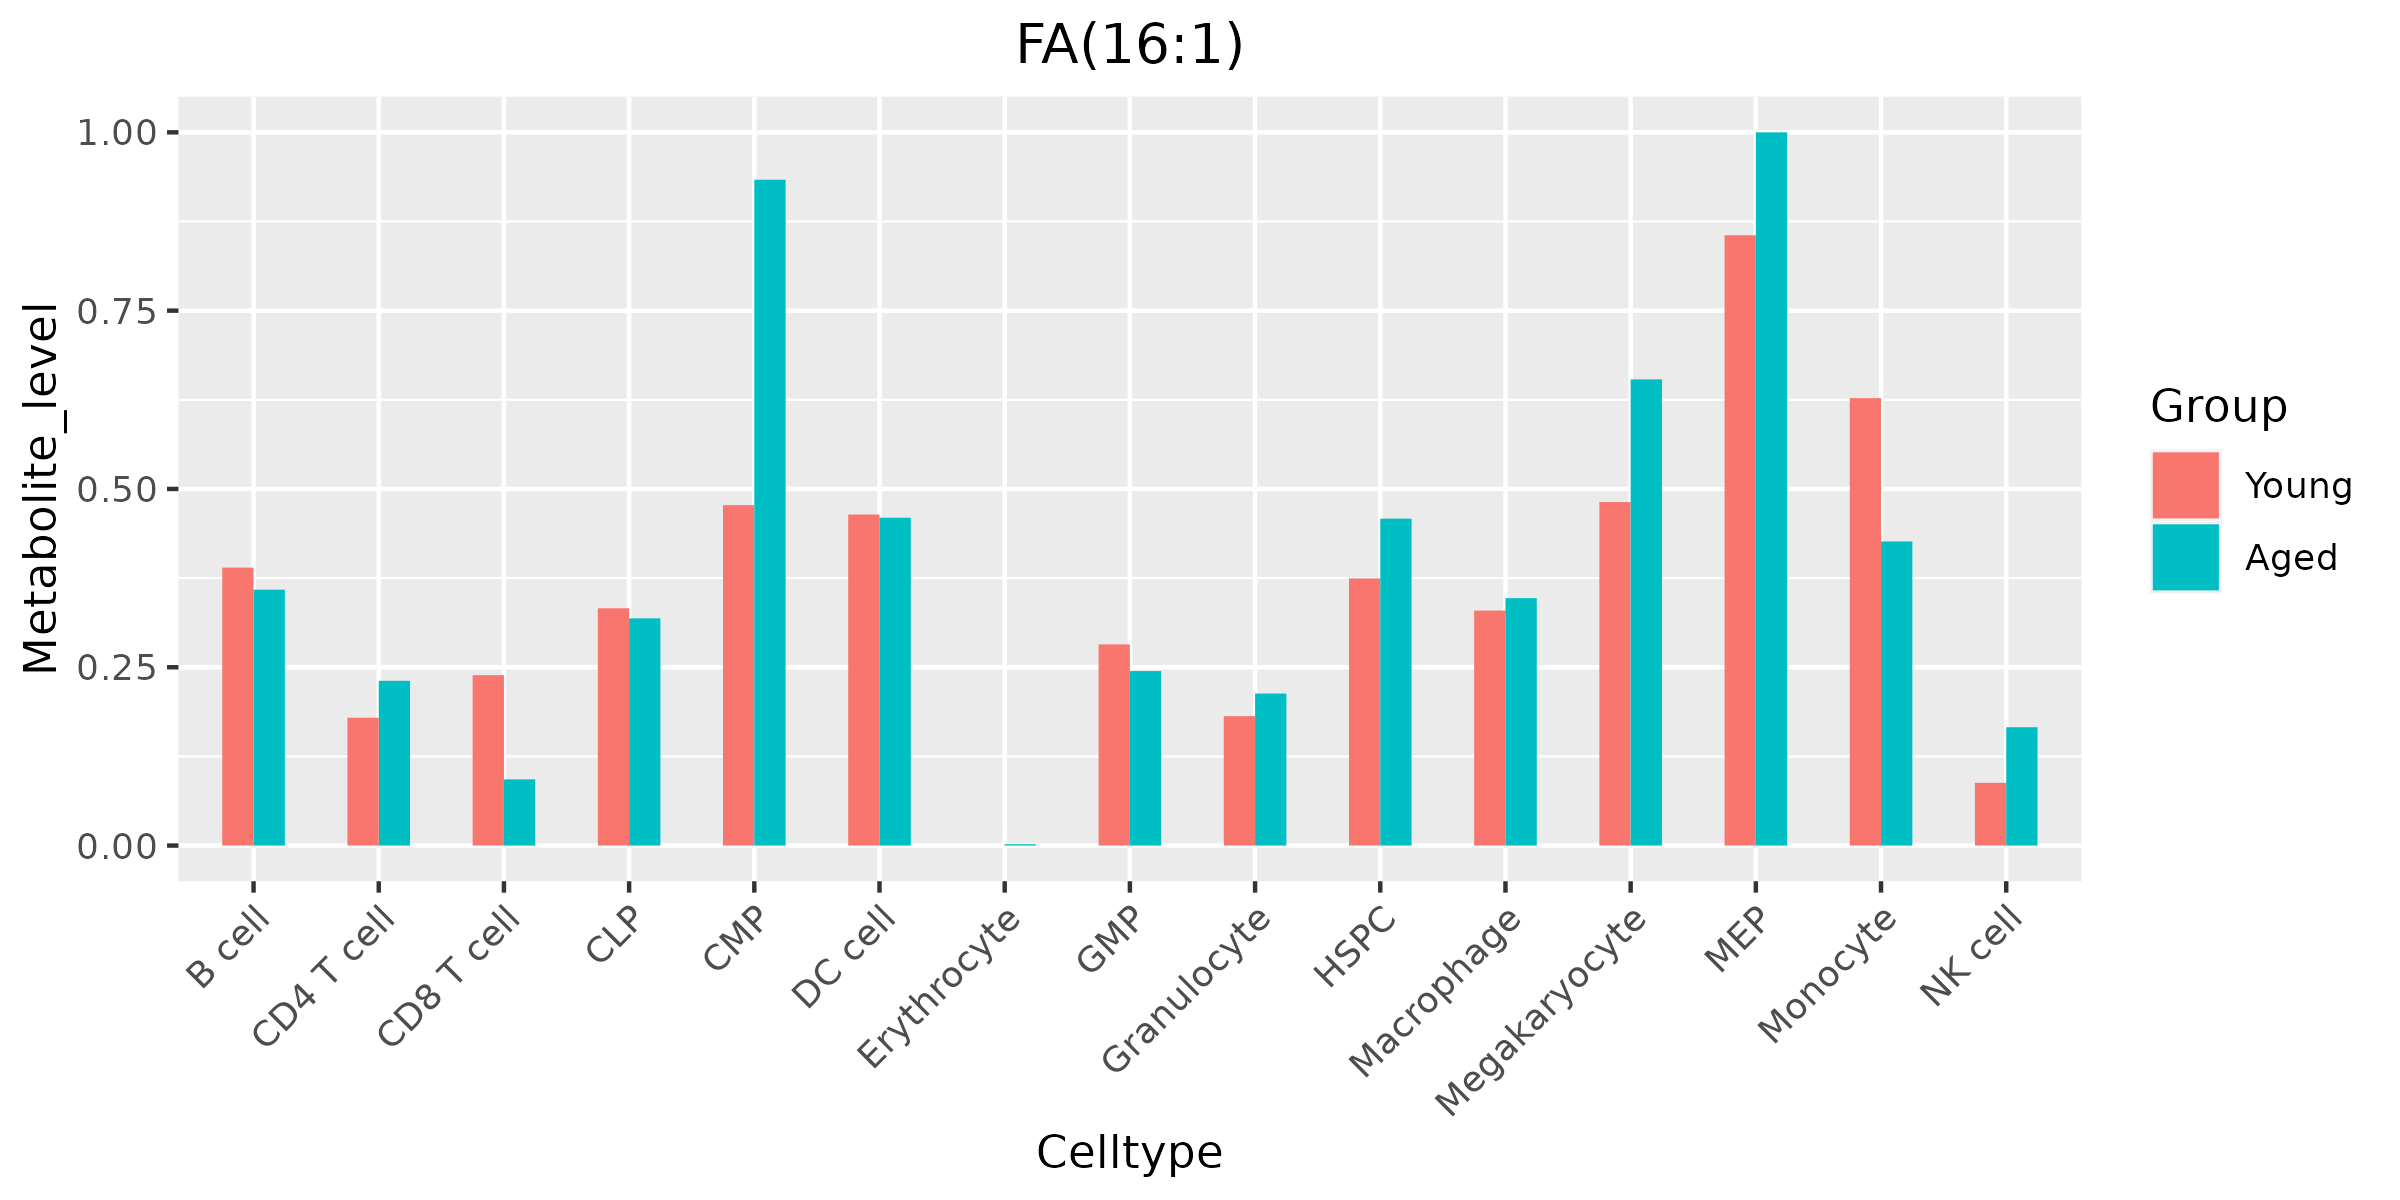 FA(16:1)
Metabolite_level
1.00
0.75
0.50
0.25
0.00
B cell
CD4 T cell
CD8 T cell
CLP
CMP
DC cell
Erythrocyte
GMP
Granulocyte
HSPC
Macrophage
Megakaryocyte
MEP
Monocyte
NK cell
Celltype
Group
Young
Aged